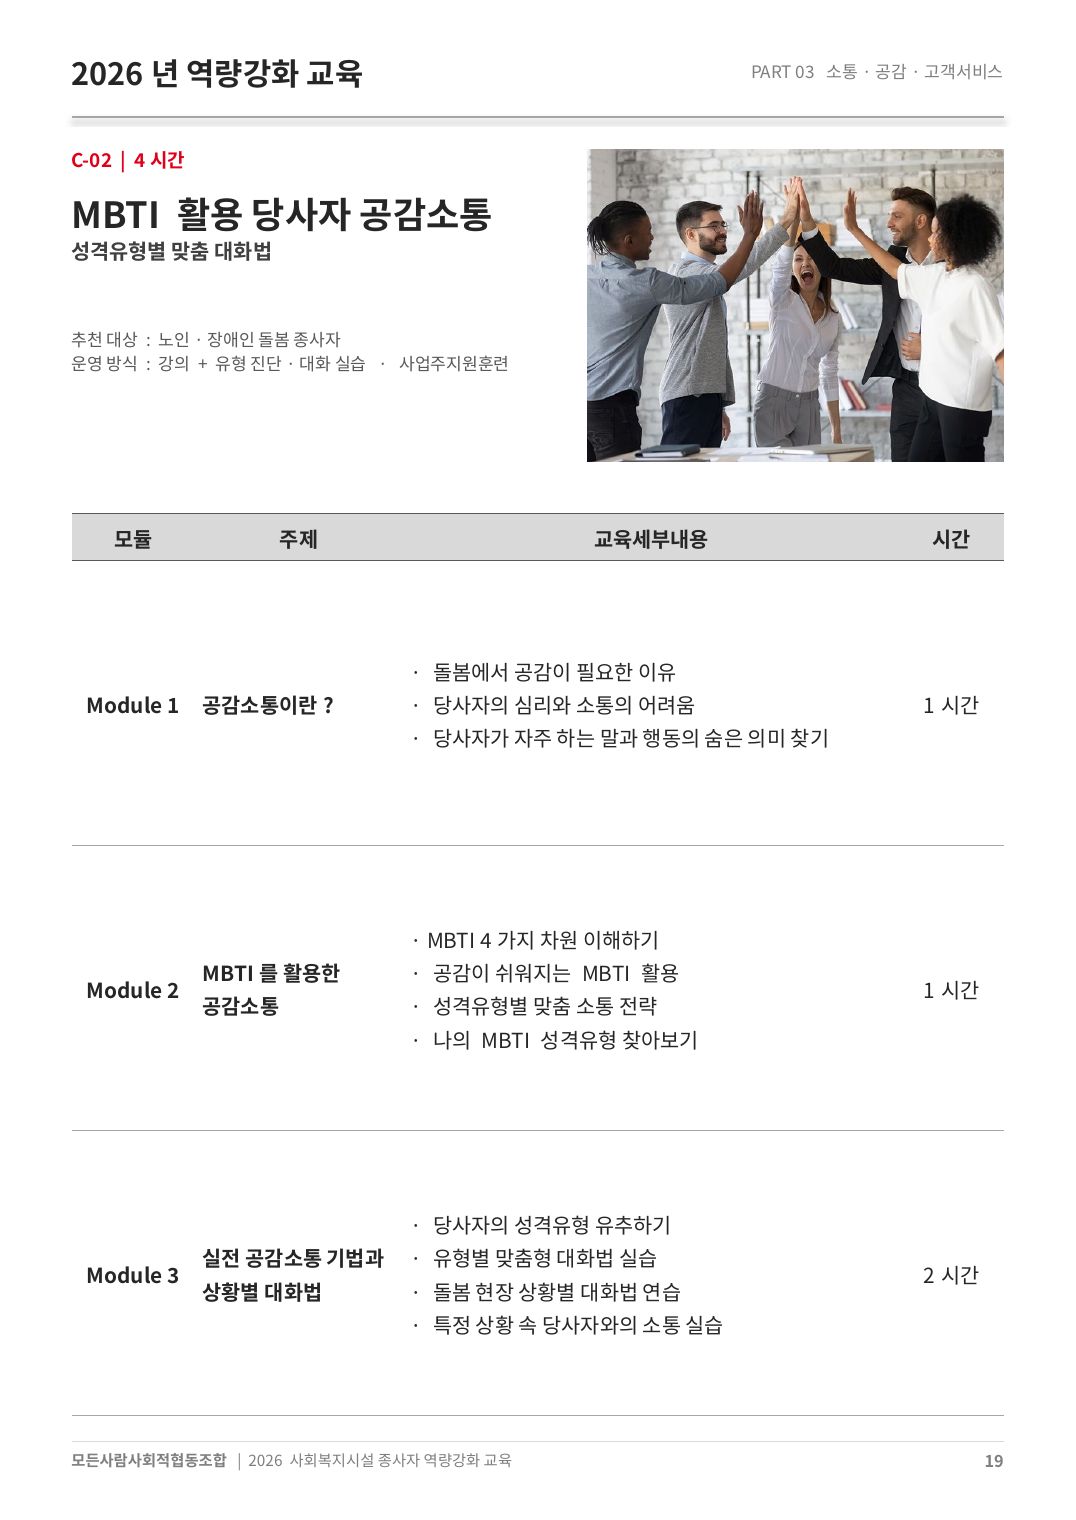 2026 년 역량강화 교육
PART 03 소통 · 공감 · 고객서비스
C-02 | 4 시간
MBTI 활용 당사자 공감소통
성격유형별 맞춤 대화법
추천 대상 : 노인 · 장애인 돌봄 종사자
운영 방식 : 강의 + 유형 진단 · 대화 실습 · 사업주지원훈련
모듈 주제 교육세부내용 시간
Module 1 공감소통이란 ?
· 돌봄에서 공감이 필요한 이유
· 당사자의 심리와 소통의 어려움
· 당사자가 자주 하는 말과 행동의 숨은 의미 찾기
1 시간
Module 2
MBTI 를 활용한
공감소통
· MBTI 4 가지 차원 이해하기
· 공감이 쉬워지는 MBTI 활용
· 성격유형별 맞춤 소통 전략
· 나의 MBTI 성격유형 찾아보기
1 시간
Module 3
실전 공감소통 기법과
상황별 대화법
· 당사자의 성격유형 유추하기
· 유형별 맞춤형 대화법 실습
· 돌봄 현장 상황별 대화법 연습
· 특정 상황 속 당사자와의 소통 실습
2 시간
모든사람사회적협동조합 | 2026 사회복지시설 종사자 역량강화 교육
19